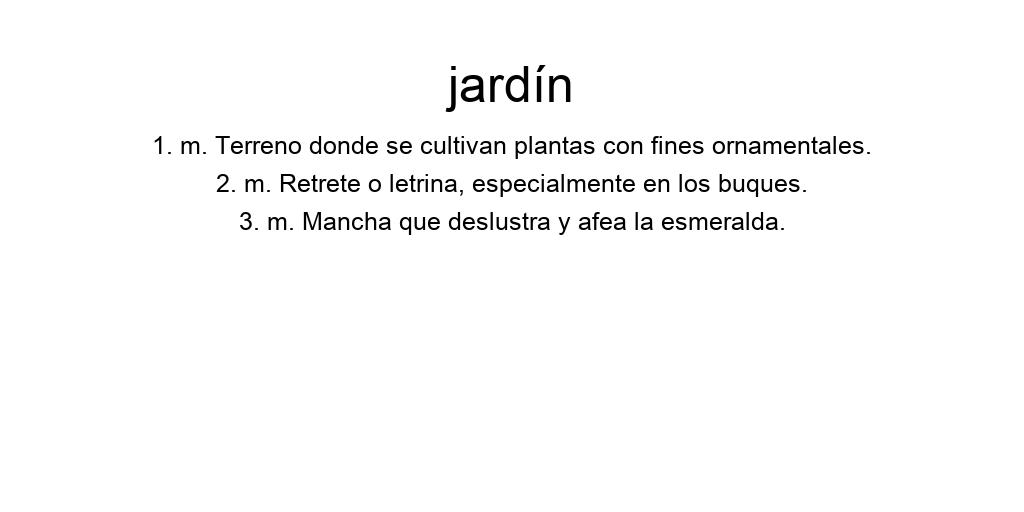 jardín
1. m. Terreno donde se cultivan plantas con fines ornamentales.
2. m. Retrete o letrina, especialmente en los buques.
3. m. Mancha que deslustra y afea la esmeralda.